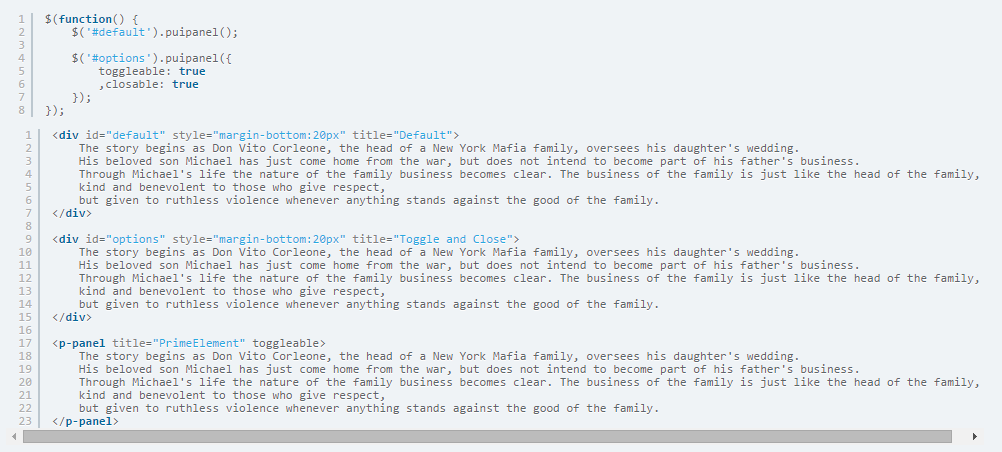 1 $(function() {
2     $('#default').puipanel();
3
4     $('#options').puipanel({
5         toggleable: true
6         ,closable: true
7     });
8 });
1 <div id="default" style="margin-bottom:20px" title="Default">
2     The story begins as Don Vito Corleone, the head of a New York Mafia family, oversees his daughter's wedding.
3     His beloved son Michael has just come home from the war, but does not intend to become part of his father's business.
4     Through Michael's life the nature of the family business becomes clear. The business of the family is just like the head of the family,
5     kind and benevolent to those who give respect,
6     but given to ruthless violence whenever anything stands against the good of the family.
7 </div>
8
9 <div id="options" style="margin-bottom:20px" title="Toggle and Close">
10     The story begins as Don Vito Corleone, the head of a New York Mafia family, oversees his daughter's wedding.
11     His beloved son Michael has just come home from the war, but does not intend to become part of his father's business.
12     Through Michael's life the nature of the family business becomes clear. The business of the family is just like the head of the family,
13     kind and benevolent to those who give respect,
14     but given to ruthless violence whenever anything stands against the good of the family.
15 </div>
16
17 <p-panel title="PrimeElement" toggleable>
18     The story begins as Don Vito Corleone, the head of a New York Mafia family, oversees his daughter's wedding.
19     His beloved son Michael has just come home from the war, but does not intend to become part of his father's business.
20     Through Michael's life the nature of the family business becomes clear. The business of the family is just like the head of the family,
21     kind and benevolent to those who give respect,
22     but given to ruthless violence whenever anything stands against the good of the family.
23 </p-panel>